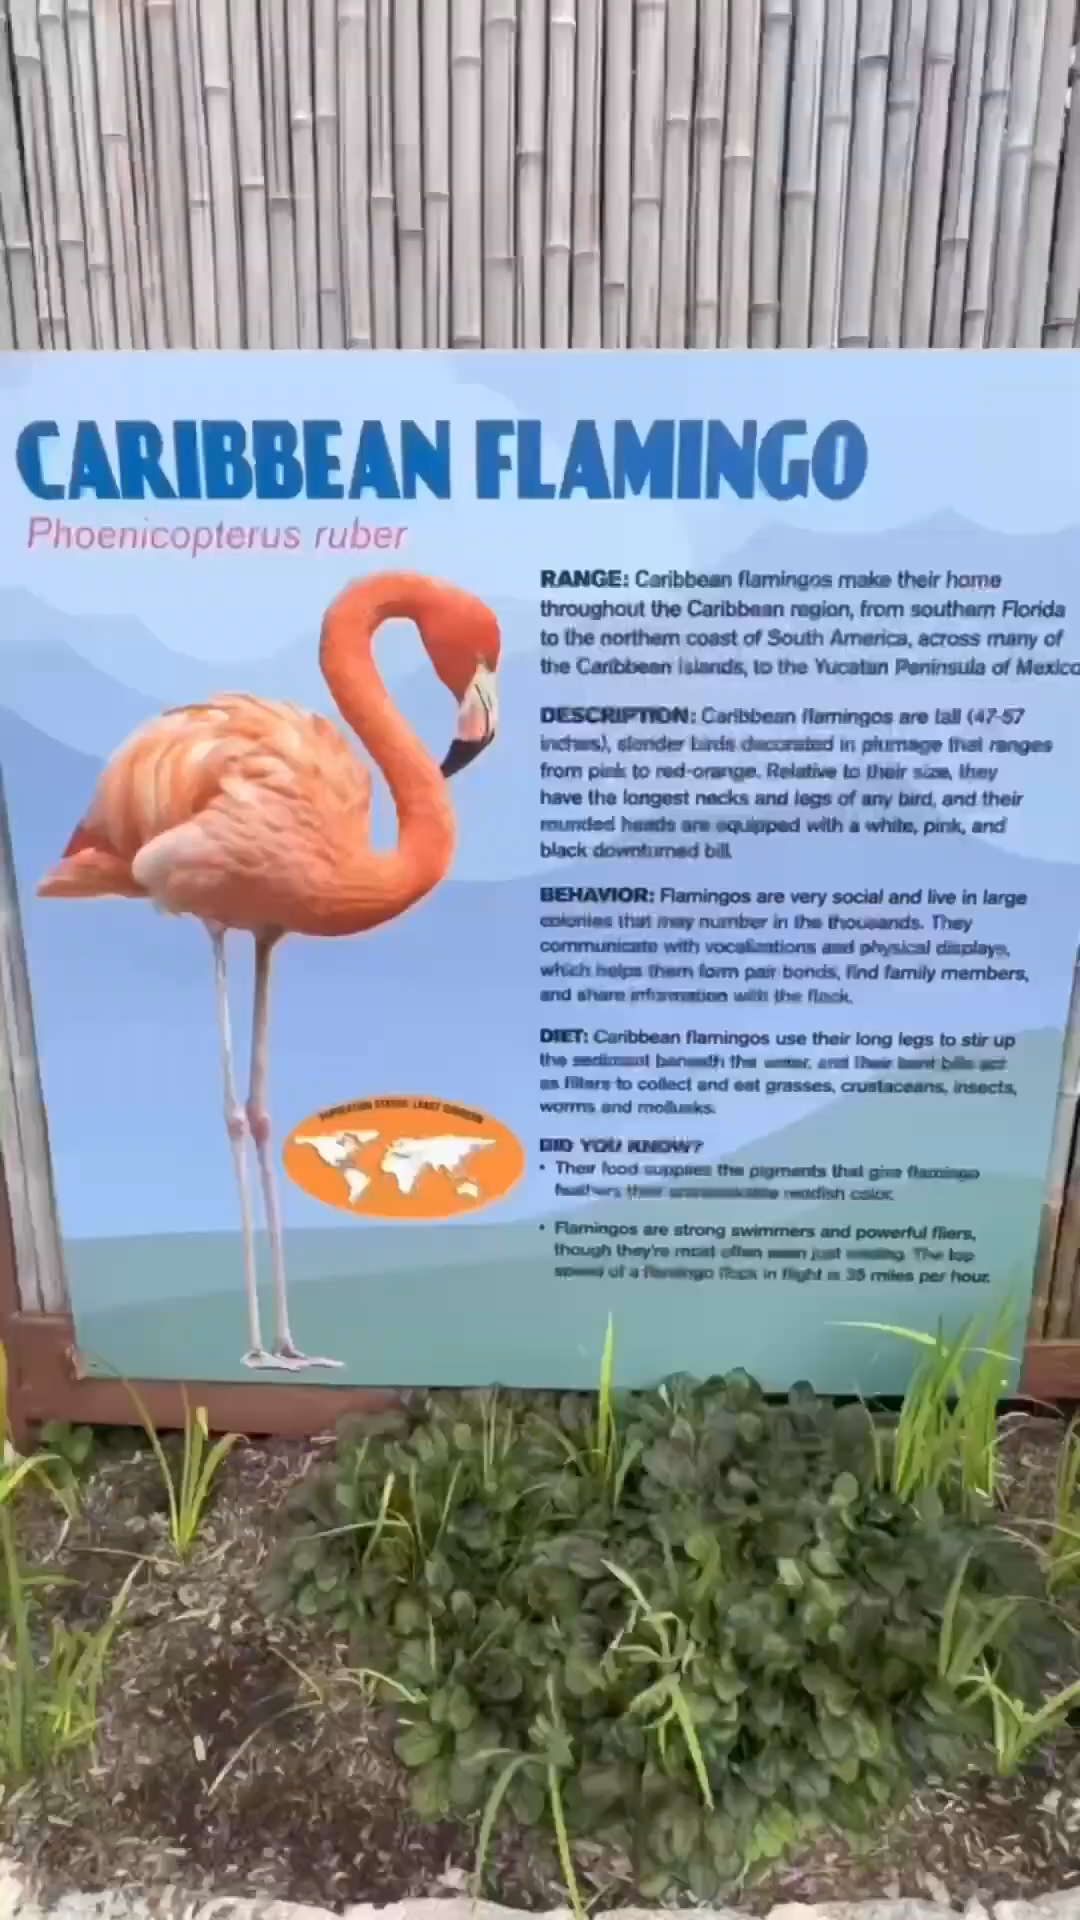 CARIBBEAN FLAMINGO
Phoenicopterus ruber
RANGE: Caribbean flamingos make their home
throughout the Caribbean region, from southern Florida
to the northern coast of South America, across many of
the Caribbean islands, to the Yucatan Peninsula of Mexico
DESCRIPTION: Caribbean flamingos are tall (47-57
inches), slender birds decorated in plumage that ranges
from pink to red-orange. Relative to their size, they
have the longest necks and legs of any bird, and their
rounded heads are equipped with a white, pink, and
black downturned bill.
BEHAVIOR: Flamingos are very social and live in large
colonies that may number in the thousands. They
communicate with vocalizations and physical displays,
which helps them form pair bonds, find family members,
and share information with the flock.
DIET: Caribbean flamingos use their long legs to stir up
the sediment beneath the water, and their bent bills act
as filters to collect and eat grasses, crustaceans, insects,
worms and mollusks.
POPULATION STATUS: LEAST CONCERN
DID YOU KNOW?
• Their food supplies the pigments that give flamingo
feathers their reddish color.
• Flamingos are strong swimmers and powerful fliers,
though they're most often seen just wading. The top
speed of a flamingo flock in flight is 35 miles per hour.